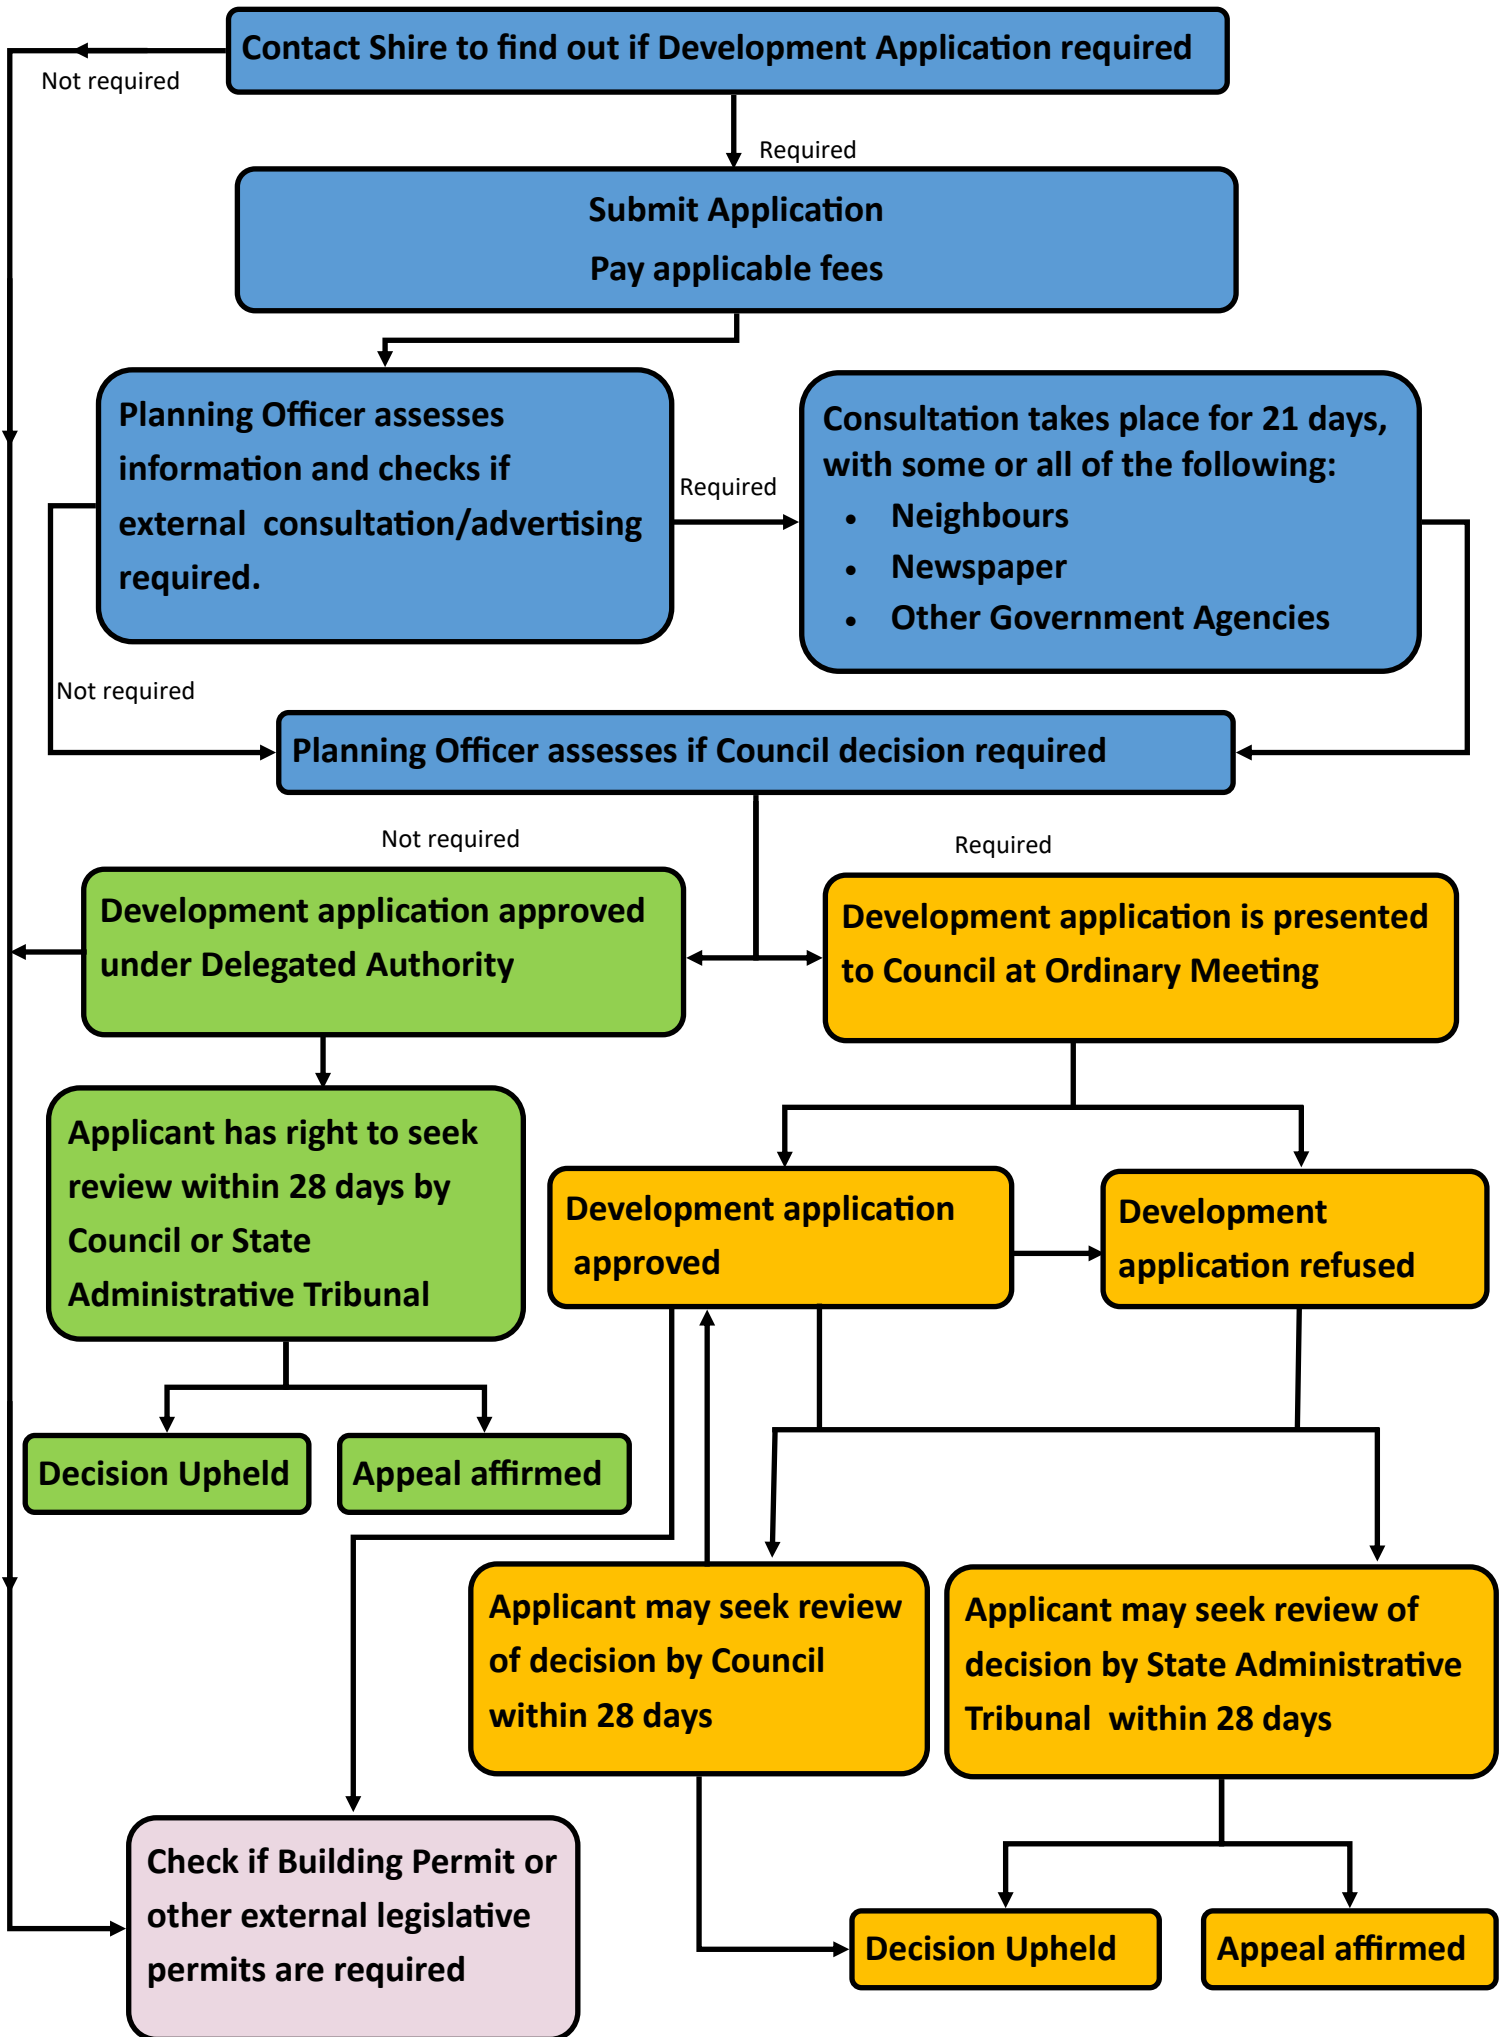 Contact Shire to find out if Development Application required
Not required
Required
Submit Application
Pay applicable fees
Planning Officer assesses
information and checks if
external  consultation/advertising
required.
Required
Consultation takes place for 21 days,
with some or all of the following:
• Neighbours
• Newspaper
• Other Government Agencies
Not required
Planning Officer assesses if Council decision required
Not required
Required
Development application approved
under Delegated Authority
Development application is presented
to Council at Ordinary Meeting
Applicant has right to seek
review within 28 days by
Council or State
Administrative Tribunal
Development application
approved
Development
application refused
Decision Upheld
Appeal affirmed
Applicant may seek review
of decision by Council
within 28 days
Applicant may seek review of
decision by State Administrative
Tribunal  within 28 days
Check if Building Permit or
other external legislative
permits are required
Decision Upheld
Appeal affirmed